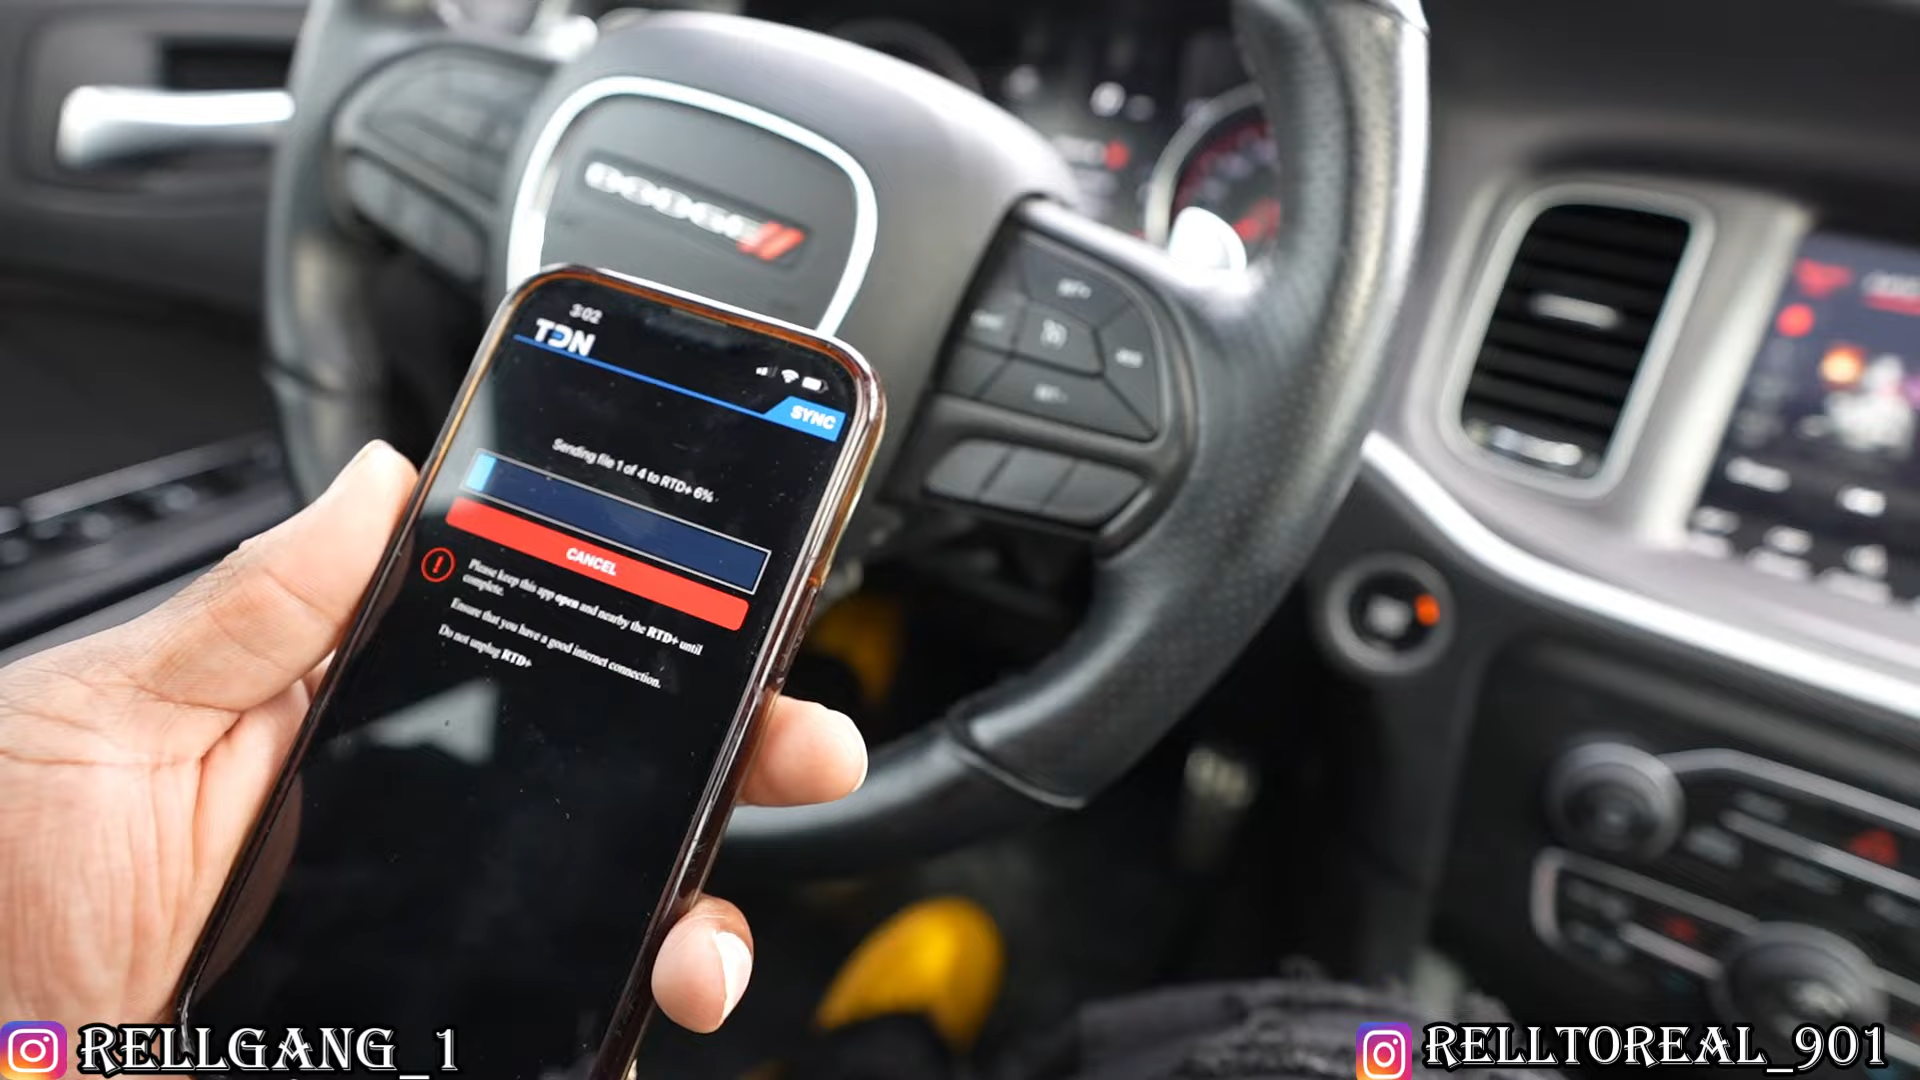 DODGE
3:02
TDN
SYNC
Sending file 1 of 4 to RTD+ 6%
CANCEL
Please keep this app open and nearby the RTD+ until
complete.
Ensure that you have a good internet connection.
Do not unplug RTD+
RELLGANG_1
RELLTOREAL_901